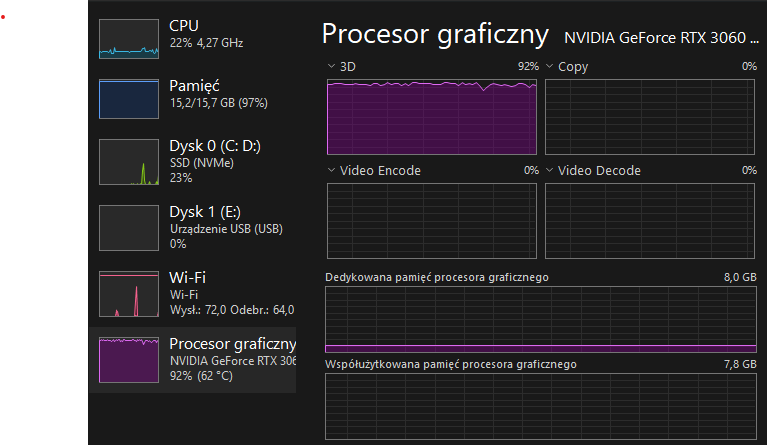 CPU
22% 4,27 GHz
Pamięć
15,2/15,7 GB (97%)
Dysk 0 (C: D:)
SSD (NVMe)
23%
Dysk 1 (E:)
Urządzenie USB (USB)
0%
Wi-Fi
Wi-Fi
Wysł.: 72,0 Odebr.: 64,0
Procesor graficzny
NVIDIA GeForce RTX 306
92% (62 °C)
Procesor graficzny NVIDIA GeForce RTX 3060 ...
3D 92%
Copy 0%
Video Encode 0%
Video Decode 0%
Dedykowana pamięć procesora graficznego 8,0 GB
Współużytkowana pamięć procesora graficznego 7,8 GB